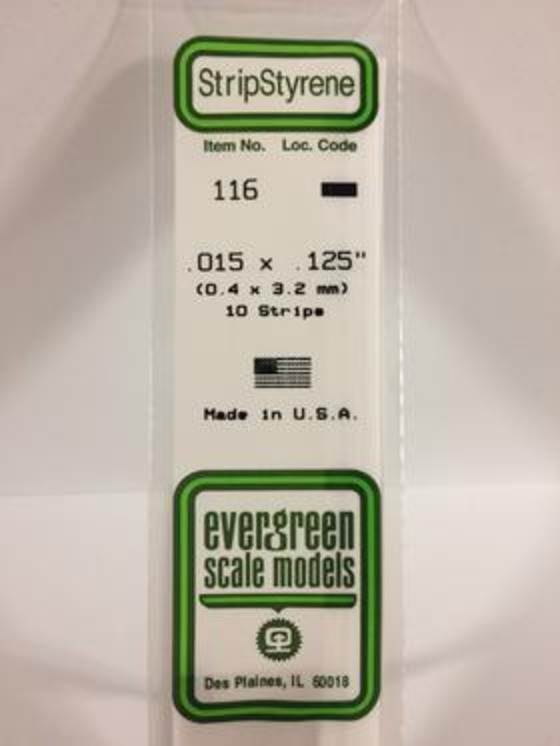 StripStyrene
Item No. Loc. Code
116
.015 x .125"
(0.4 x 3.2 mm)
10 Strips
Made in U.S.A.
evergreen
scale models
Des Plaines, IL 60018